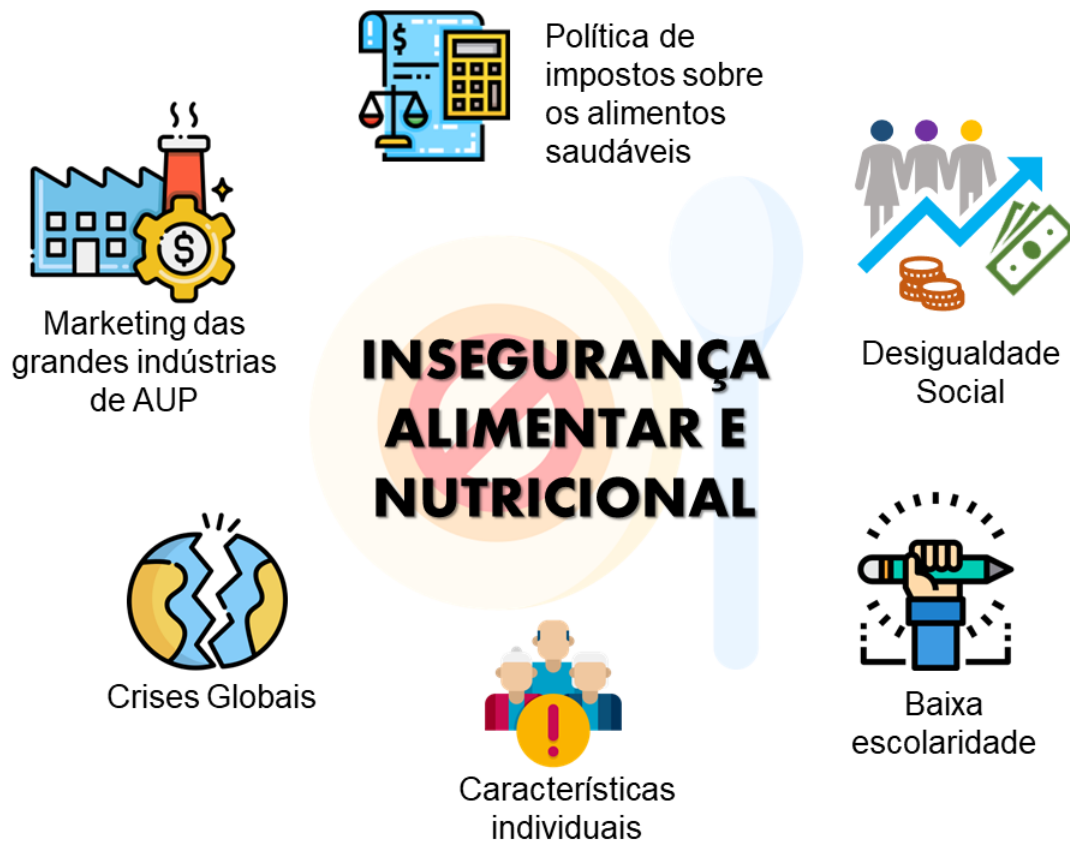 Política de
impostos sobre
os alimentos
saudáveis
Marketing das
grandes indústrias
de AUP
INSEGURANÇA
ALIMENTAR E
NUTRICIONAL
Desigualdade
Social
Crises Globais
Características
individuais
Baixa
escolaridade